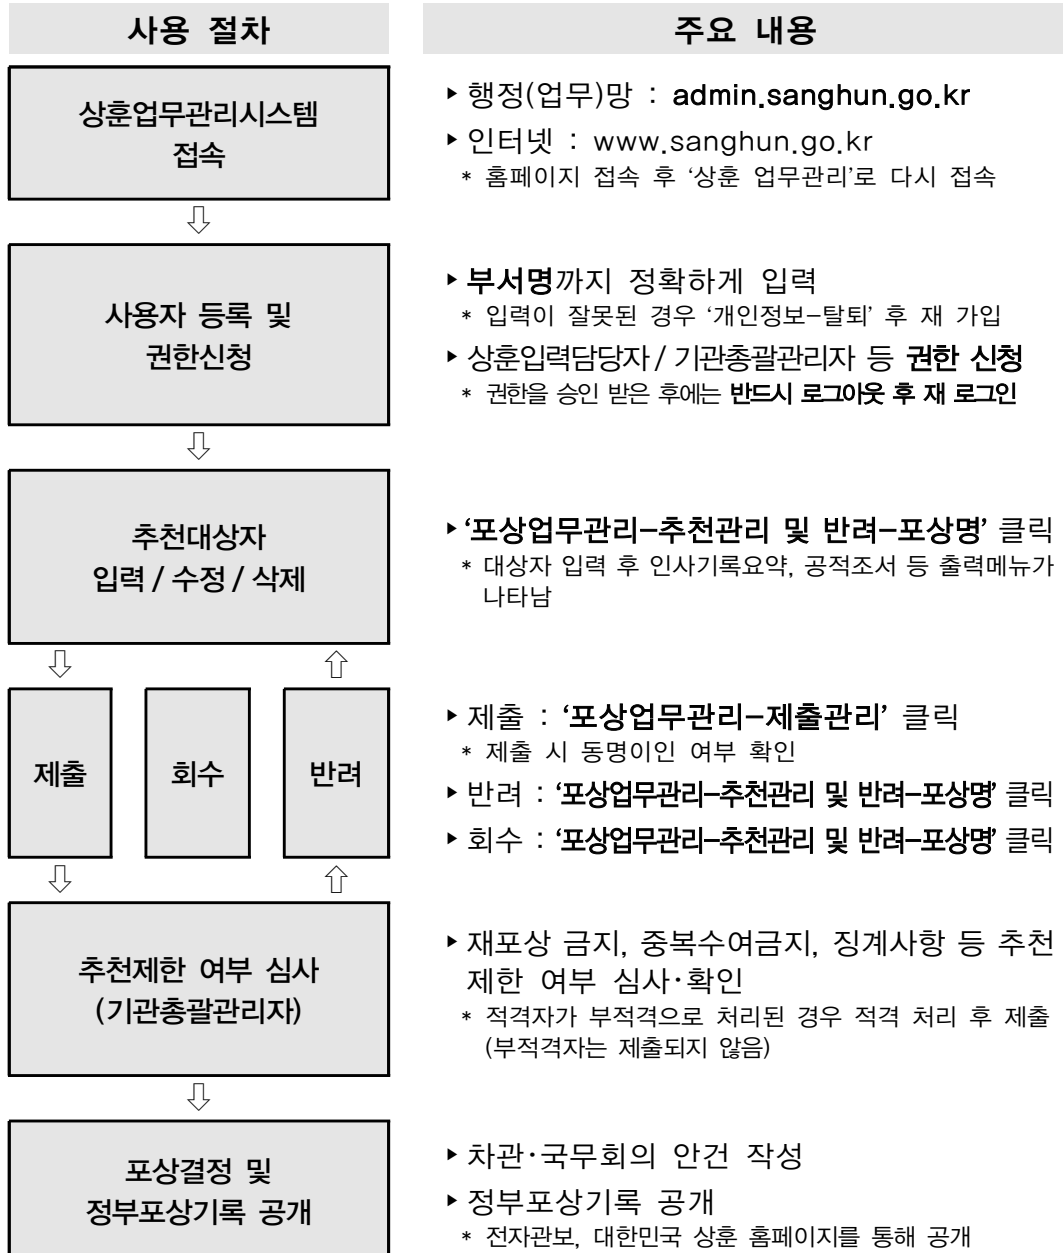 사용 절차
주요 내용
상훈업무관리시스템
접속
▸행정(업무)망 : admin.sanghun.go.kr
▸인터넷 : www.sanghun.go.kr
* 홈페이지 접속 후 ‘상훈 업무관리’로 다시 접속
⇩
사용자 등록 및
권한신청
▸부서명까지 정확하게 입력
* 입력이 잘못된 경우 ‘개인정보-탈퇴’ 후 재 가입
▸상훈입력담당자 / 기관총괄관리자 등 권한 신청
* 권한을 승인 받은 후에는 반드시 로그아웃 후 재 로그인
⇩
추천대상자
입력 / 수정 / 삭제
▸‘포상업무관리-추천관리 및 반려-포상명’ 클릭
* 대상자 입력 후 인사기록요약, 공적조서 등 출력메뉴가
나타남
⇩ ⇧
제출 회수 반려
▸제출 : ‘포상업무관리-제출관리’ 클릭
* 제출 시 동명이인 여부 확인
▸반려 : ‘포상업무관리-추천관리 및 반려-포상명’ 클릭
▸회수 : ‘포상업무관리-추천관리 및 반려-포상명’ 클릭
⇩ ⇧
추천제한 여부 심사
(기관총괄관리자)
▸재포상 금지, 중복수여금지, 징계사항 등 추천
제한 여부 심사·확인
* 적격자가 부적격으로 처리된 경우 적격 처리 후 제출
(부적격자는 제출되지 않음)
⇩
포상결정 및
정부포상기록 공개
▸차관·국무회의 안건 작성
▸정부포상기록 공개
* 전자관보, 대한민국 상훈 홈페이지를 통해 공개